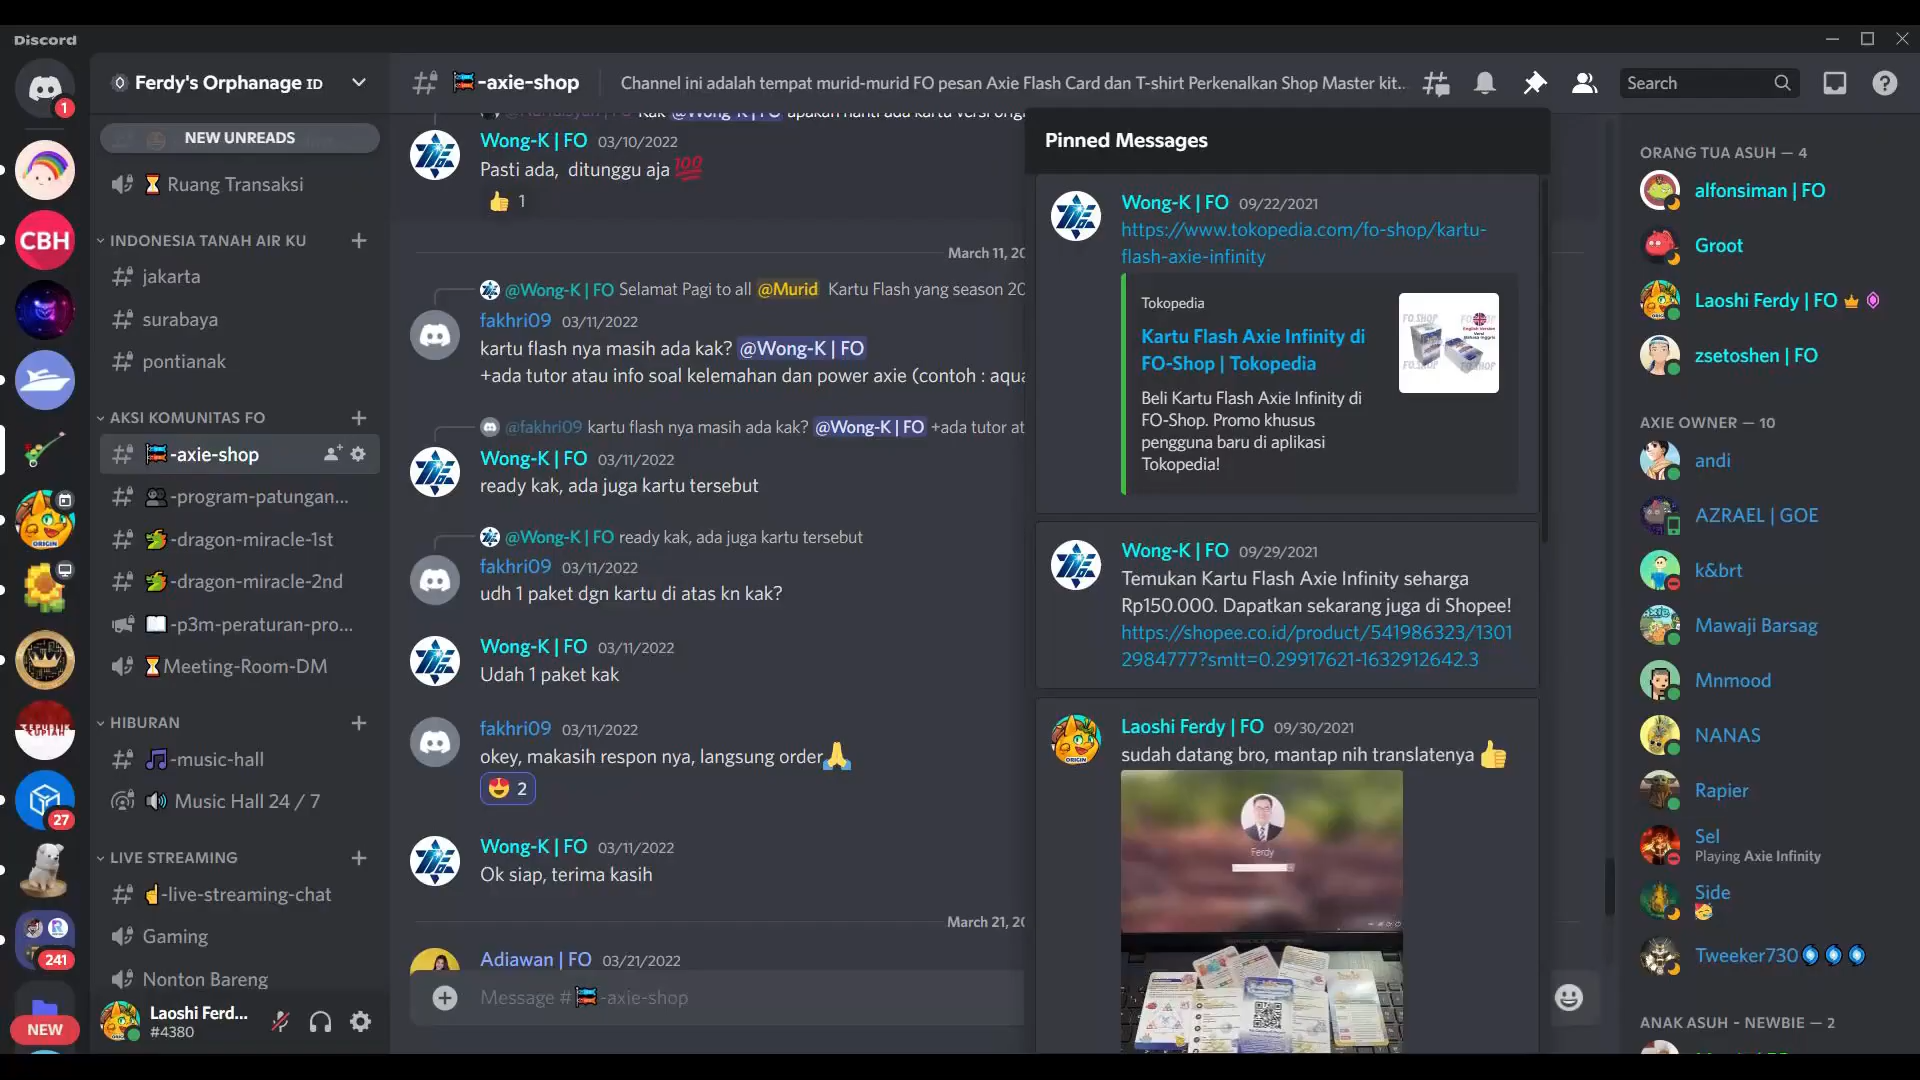 Discord
Ferdy's Orphanage ID
-axie-shop
Channel ini adalah tempat murid-murid FO pesan Axie Flash Card dan T-shirt Perkenalkan Shop Master kit...
Search
1
NEW UNREADS
Ruang Transaksi
INDONESIA TANAH AIR KU
jakarta
surabaya
pontianak
AKSI KOMUNITAS FO
-axie-shop
-program-patungan...
-dragon-miracle-1st
-dragon-miracle-2nd
-p3m-peraturan-pro...
Meeting-Room-DM
HIBURAN
-music-hall
Music Hall 24 / 7
LIVE STREAMING
-live-streaming-chat
Gaming
Nonton Bareng
Laoshi Ferd...
#4380
CBH
ORIGIN
27
241
NEW
Wong-K | FO 03/10/2022
Pasti ada,  ditunggu aja 💯
👍 1
March 11, 20
@Wong-K | FO Selamat Pagi to all @Murid Kartu Flash yang season 20
fakhri09 03/11/2022
kartu flash nya masih ada kak? @Wong-K | FO
+ada tutor atau info soal kelemahan dan power axie (contoh : aqua
@fakhri09 kartu flash nya masih ada kak? @Wong-K | FO +ada tutor at
Wong-K | FO 03/11/2022
ready kak, ada juga kartu tersebut
@Wong-K | FO ready kak, ada juga kartu tersebut
fakhri09 03/11/2022
udh 1 paket dgn kartu di atas kn kak?
Wong-K | FO 03/11/2022
Udah 1 paket kak
fakhri09 03/11/2022
okey, makasih respon nya, langsung order🙏
😍 2
Wong-K | FO 03/11/2022
Ok siap, terima kasih
March 21, 20
Adiawan | FO 03/21/2022
Message # -axie-shop
Pinned Messages
Wong-K | FO 09/22/2021
https://www.tokopedia.com/fo-shop/kartu-
flash-axie-infinity
Tokopedia
Kartu Flash Axie Infinity di
FO-Shop | Tokopedia
Beli Kartu Flash Axie Infinity di
FO-Shop. Promo khusus
pengguna baru di aplikasi
Tokopedia!
Wong-K | FO 09/29/2021
Temukan Kartu Flash Axie Infinity seharga
Rp150.000. Dapatkan sekarang juga di Shopee!
https://shopee.co.id/product/541986323/1301
2984777?smtt=0.29917621-1632912642.3
Laoshi Ferdy | FO 09/30/2021
sudah datang bro, mantap nih translatenya 👍
Ferdy
ORANG TUA ASUH — 4
alfonsiman | FO
Groot
Laoshi Ferdy | FO
zsetoshen | FO
AXIE OWNER — 10
andi
AZRAEL | GOE
k&brt
Mawaji Barsag
Mnmood
NANAS
Rapier
Sel
Playing Axie Infinity
Side
Tweeker730
ANAK ASUH - NEWBIE — 2